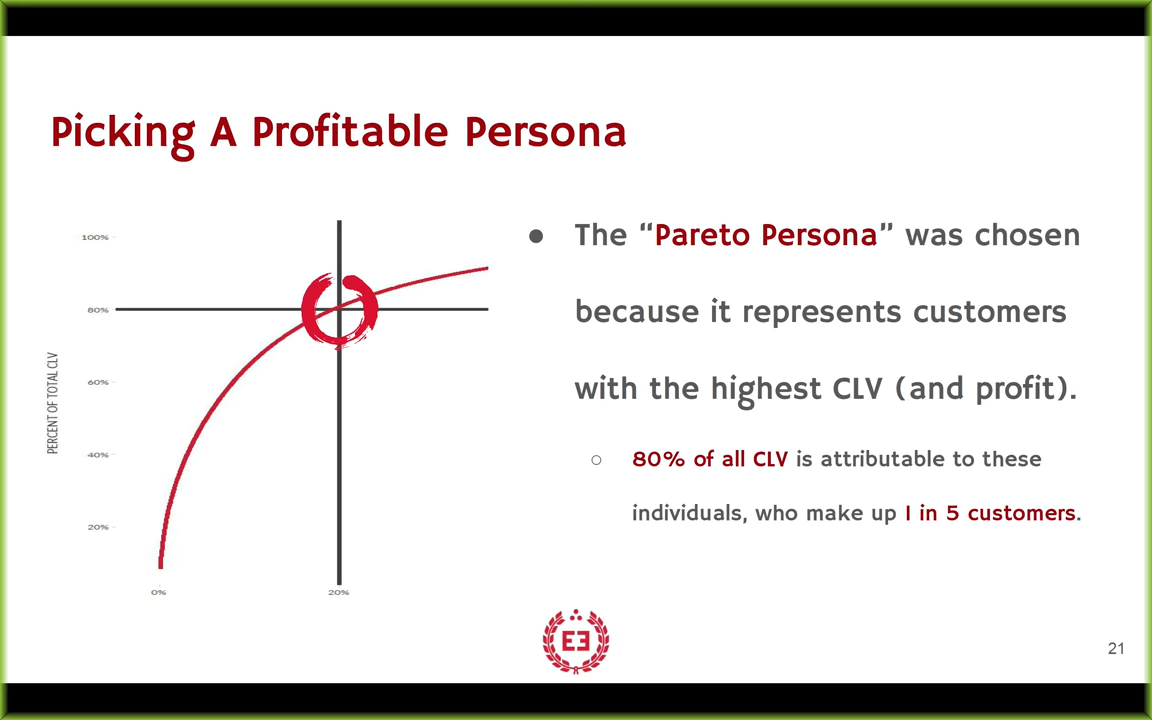 Picking A Profitable Persona
100%
80%
60%
40%
20%
PERCENT OF TOTAL CLV
0%
20%
● The “Pareto Persona” was chosen
because it represents customers
with the highest CLV (and profit).
○ 80% of all CLV is attributable to these
individuals, who make up 1 in 5 customers.
EE
21